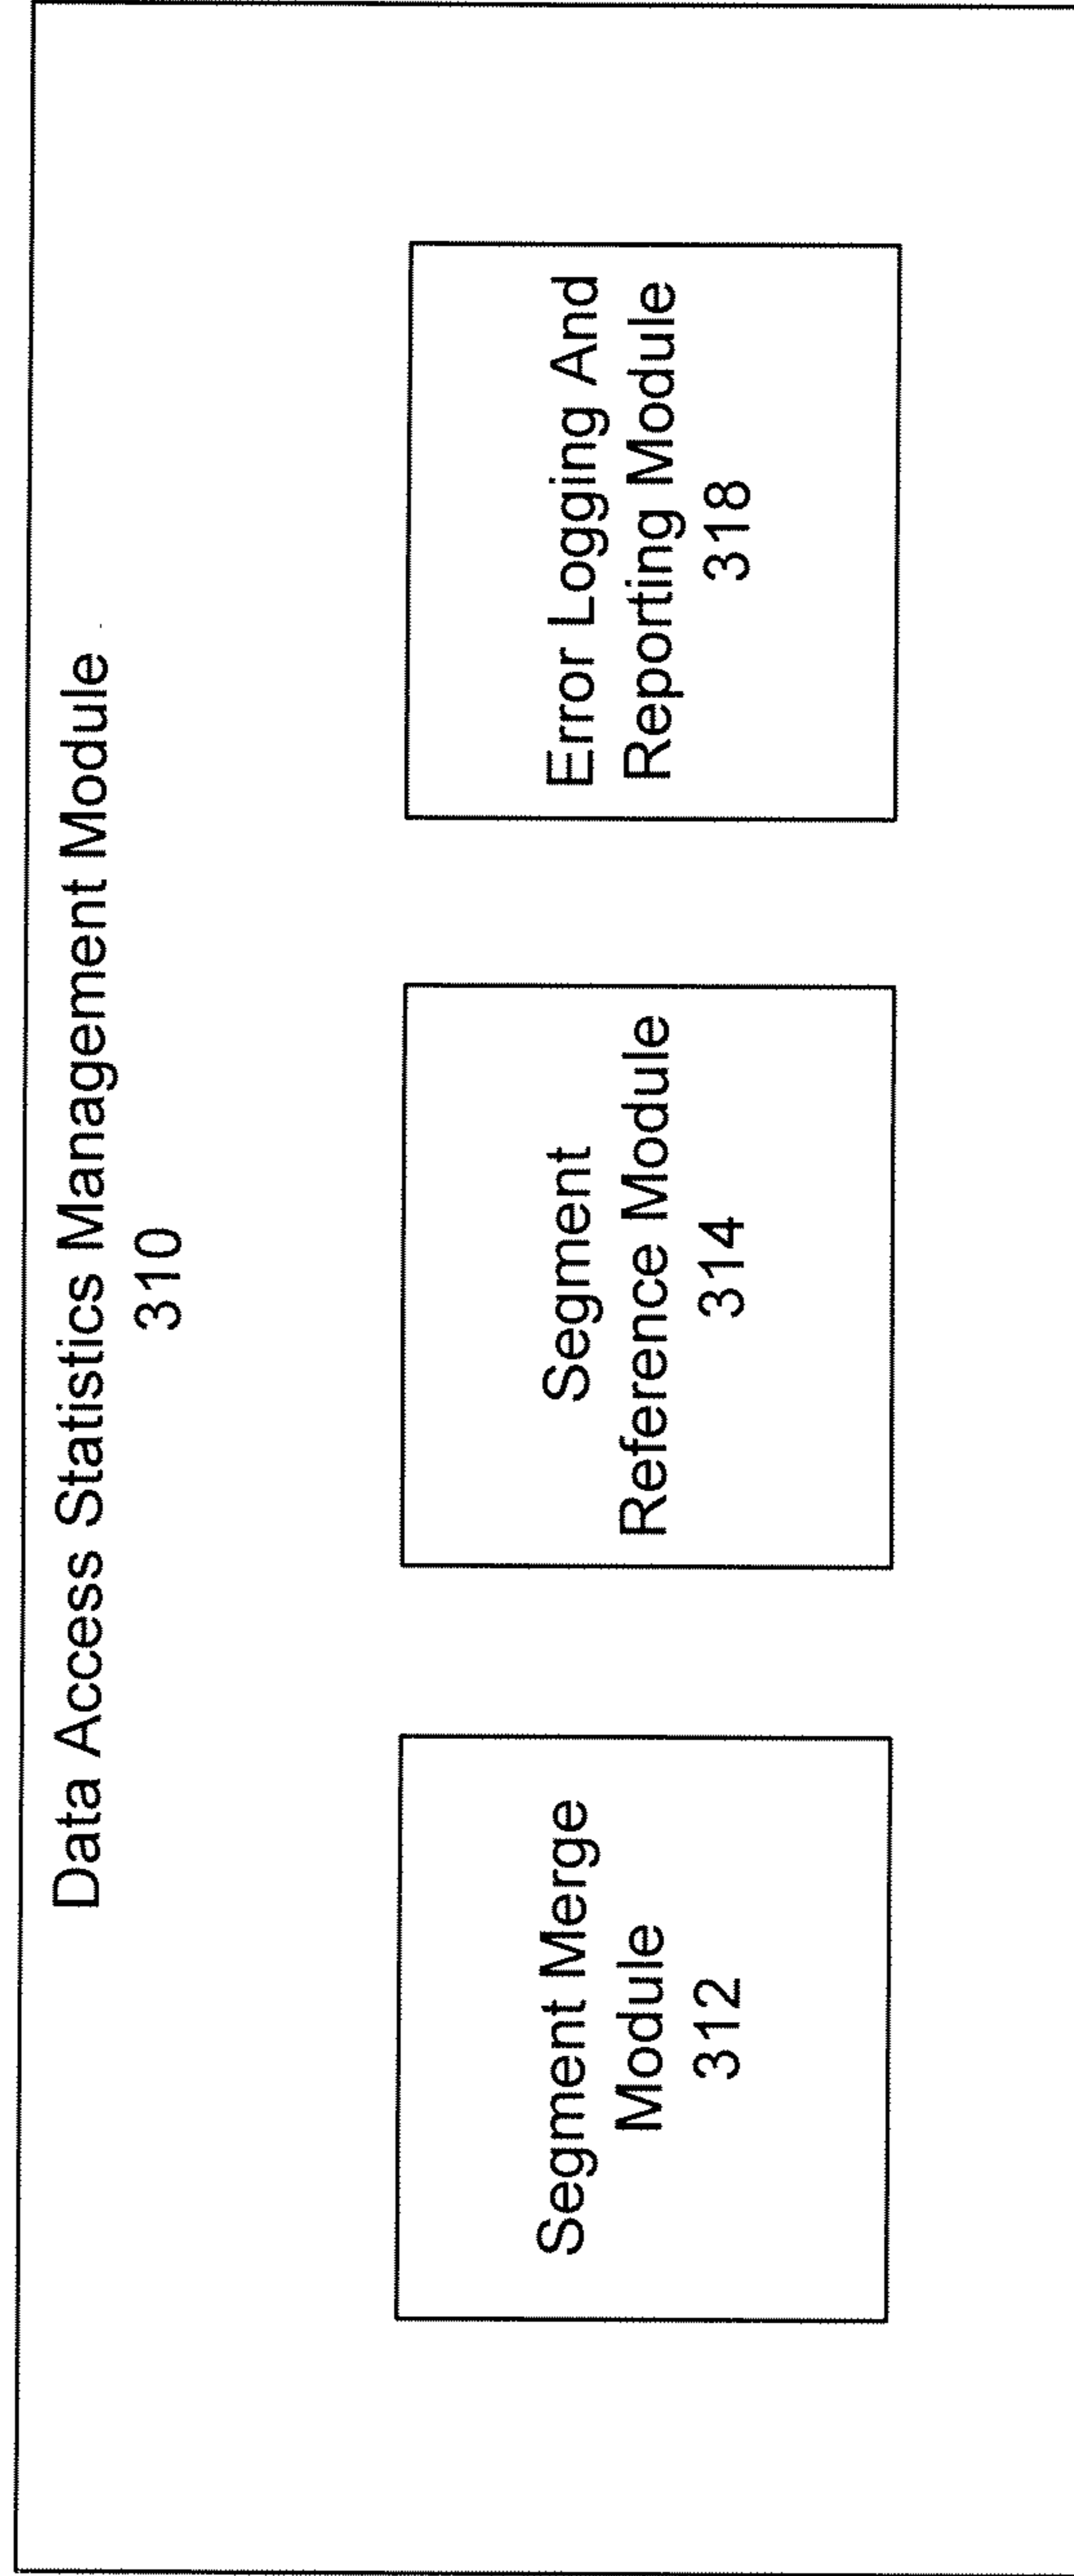 Data Access Statistics Management Module
310
Segment Merge
Module
312
Segment
Reference Module
314
Error Logging And
Reporting Module
318